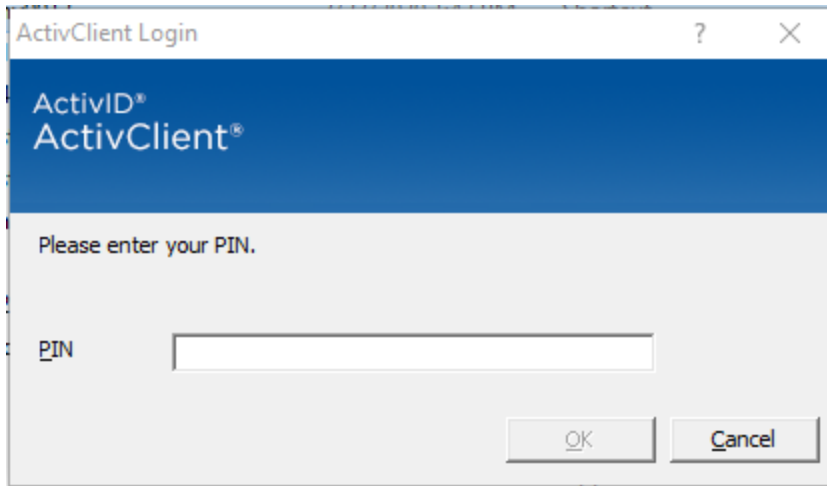 ActivClient Login
ActivID®
ActivClient®
Please enter your PIN.
PIN
OK
Cancel